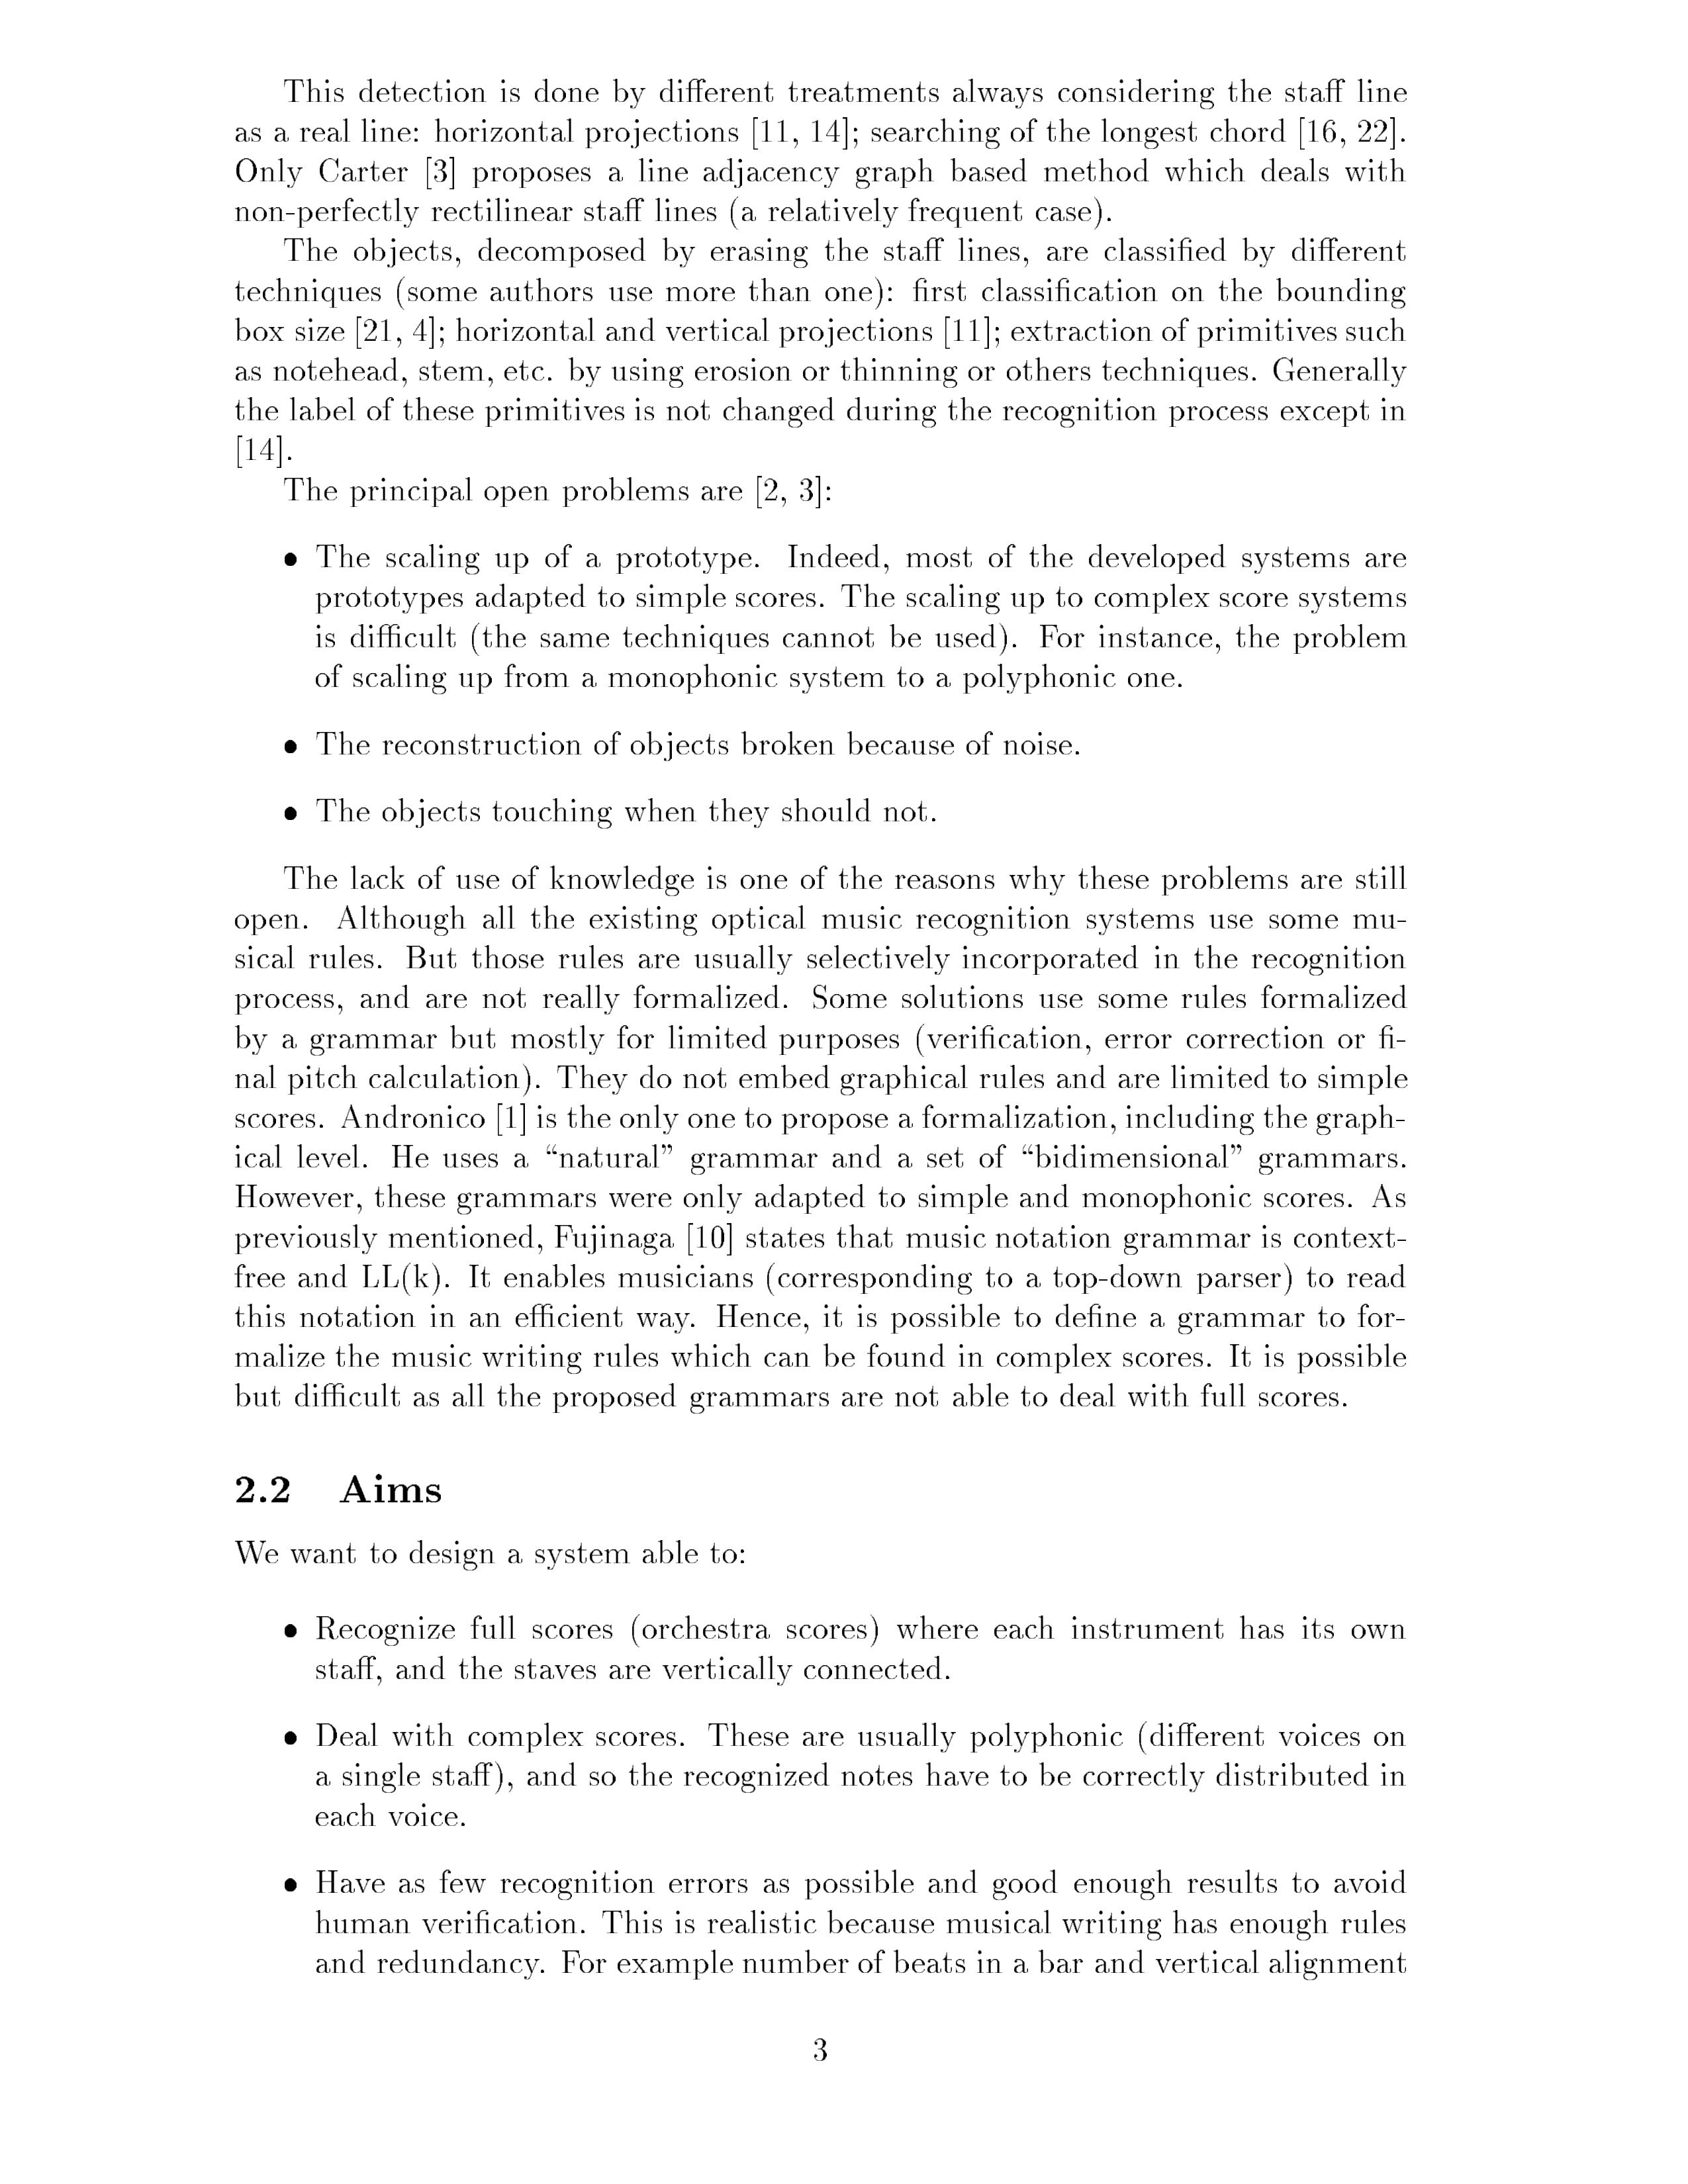 This detection is done by different treatments always considering the staff line
as a real line: horizontal projections [11, 14]; searching of the longest chord [16, 22].
Only Carter [3] proposes a line adjacency graph based method which deals with
non-perfectly rectilinear staff lines (a relatively frequent case).
The objects, decomposed by erasing the staff lines, are classified by different
techniques (some authors use more than one): first classification on the bounding
box size [21, 4]; horizontal and vertical projections [11]; extraction of primitives such
as notehead, stem, etc. by using erosion or thinning or others techniques. Generally
the label of these primitives is not changed during the recognition process except in
[14].
The principal open problems are [2, 3]:
• The scaling up of a prototype. Indeed, most of the developed systems are
prototypes adapted to simple scores. The scaling up to complex score systems
is difficult (the same techniques cannot be used). For instance, the problem
of scaling up from a monophonic system to a polyphonic one.
• The reconstruction of objects broken because of noise.
• The objects touching when they should not.
The lack of use of knowledge is one of the reasons why these problems are still
open. Although all the existing optical music recognition systems use some mu-
sical rules. But those rules are usually selectively incorporated in the recognition
process, and are not really formalized. Some solutions use some rules formalized
by a grammar but mostly for limited purposes (verification, error correction or fi-
nal pitch calculation). They do not embed graphical rules and are limited to simple
scores. Andronico [1] is the only one to propose a formalization, including the graph-
ical level. He uses a “natural” grammar and a set of “bidimensional” grammars.
However, these grammars were only adapted to simple and monophonic scores. As
previously mentioned, Fujinaga [10] states that music notation grammar is context-
free and LL(k). It enables musicians (corresponding to a top-down parser) to read
this notation in an efficient way. Hence, it is possible to define a grammar to for-
malize the music writing rules which can be found in complex scores. It is possible
but difficult as all the proposed grammars are not able to deal with full scores.
2.2 Aims
We want to design a system able to:
• Recognize full scores (orchestra scores) where each instrument has its own
staff, and the staves are vertically connected.
• Deal with complex scores. These are usually polyphonic (different voices on
a single staff), and so the recognized notes have to be correctly distributed in
each voice.
• Have as few recognition errors as possible and good enough results to avoid
human verification. This is realistic because musical writing has enough rules
and redundancy. For example number of beats in a bar and vertical alignment
3